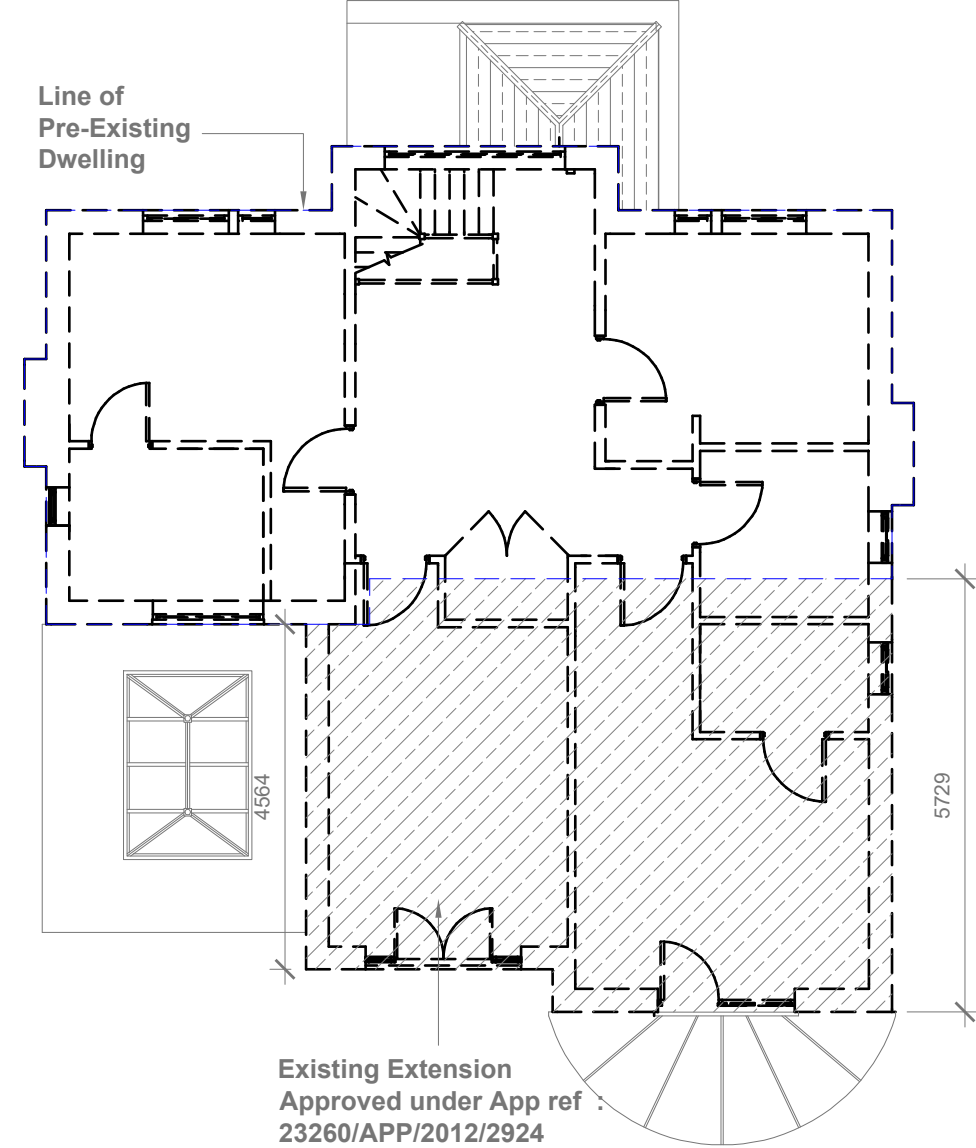 Line of
Pre-Existing
Dwelling
4564
5729
Existing Extension
Approved under App ref :
23260/APP/2012/2924